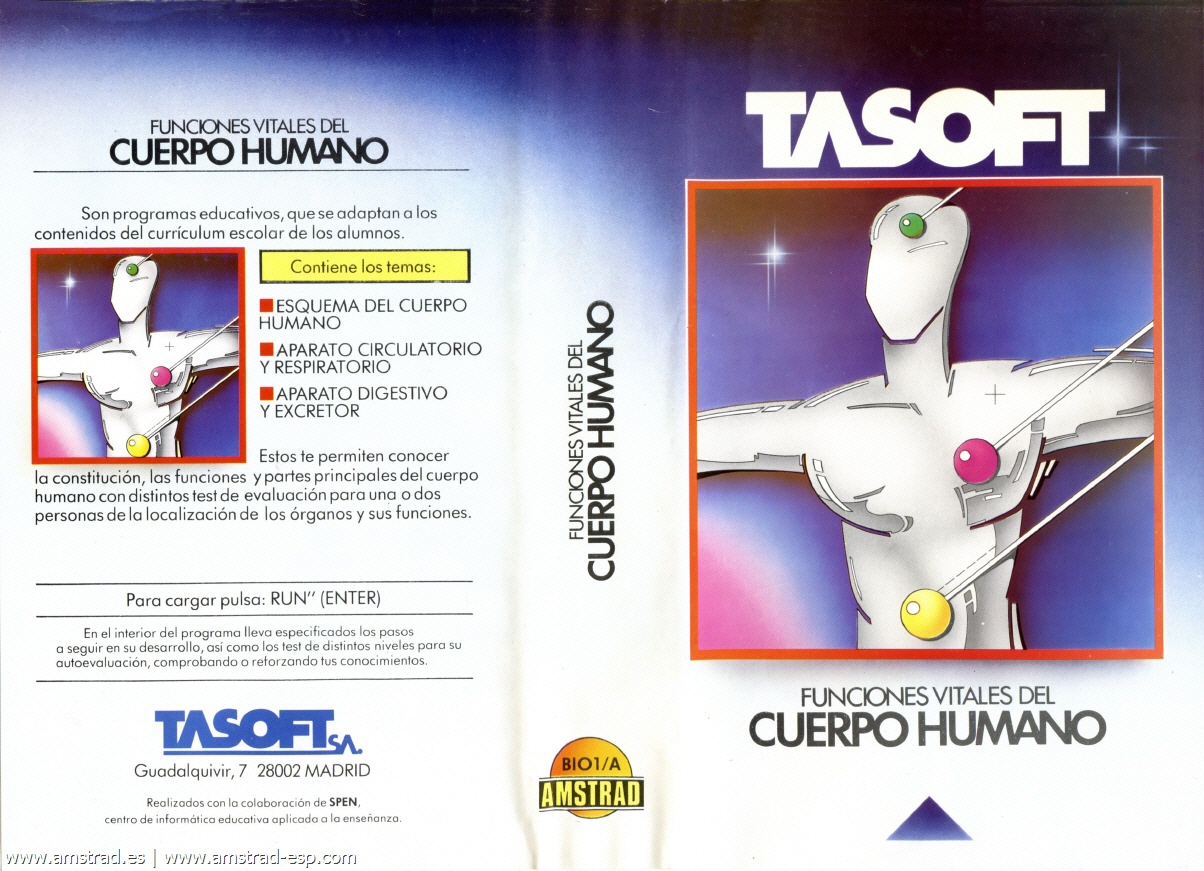 FUNCIONES VITALES DEL
CUERPO HUMANO
Son programas educativos, que se adaptan a los
contenidos del currículum escolar de los alumnos.
Contiene los temas:
ESQUEMA DEL CUERPO
HUMANO
APARATO CIRCULATORIO
Y RESPIRATORIO
APARATO DIGESTIVO
Y EXCRETOR
Estos te permiten conocer
la constitución, las funciones y partes principales del cuerpo
humano con distintos test de evaluación para una o dos
personas de la localización de los órganos y sus funciones.
Para cargar pulsa: RUN" (ENTER)
En el interior del programa lleva especificados los pasos
a seguir en su desarrollo, así como los test de distintos niveles para su
autoevaluación, comprobando o reforzando tus conocimientos.
TASOFT SA.
Guadalquivir, 7 28002 MADRID
Realizados con la colaboración de SPEN,
centro de informática educativa aplicada a la enseñanza.
www.amstrad.es | www.amstrad-esp.com
FUNCIONES VITALES DEL
CUERPO HUMANO
BIO1/A
AMSTRAD
TASOFT
FUNCIONES VITALES DEL
CUERPO HUMANO